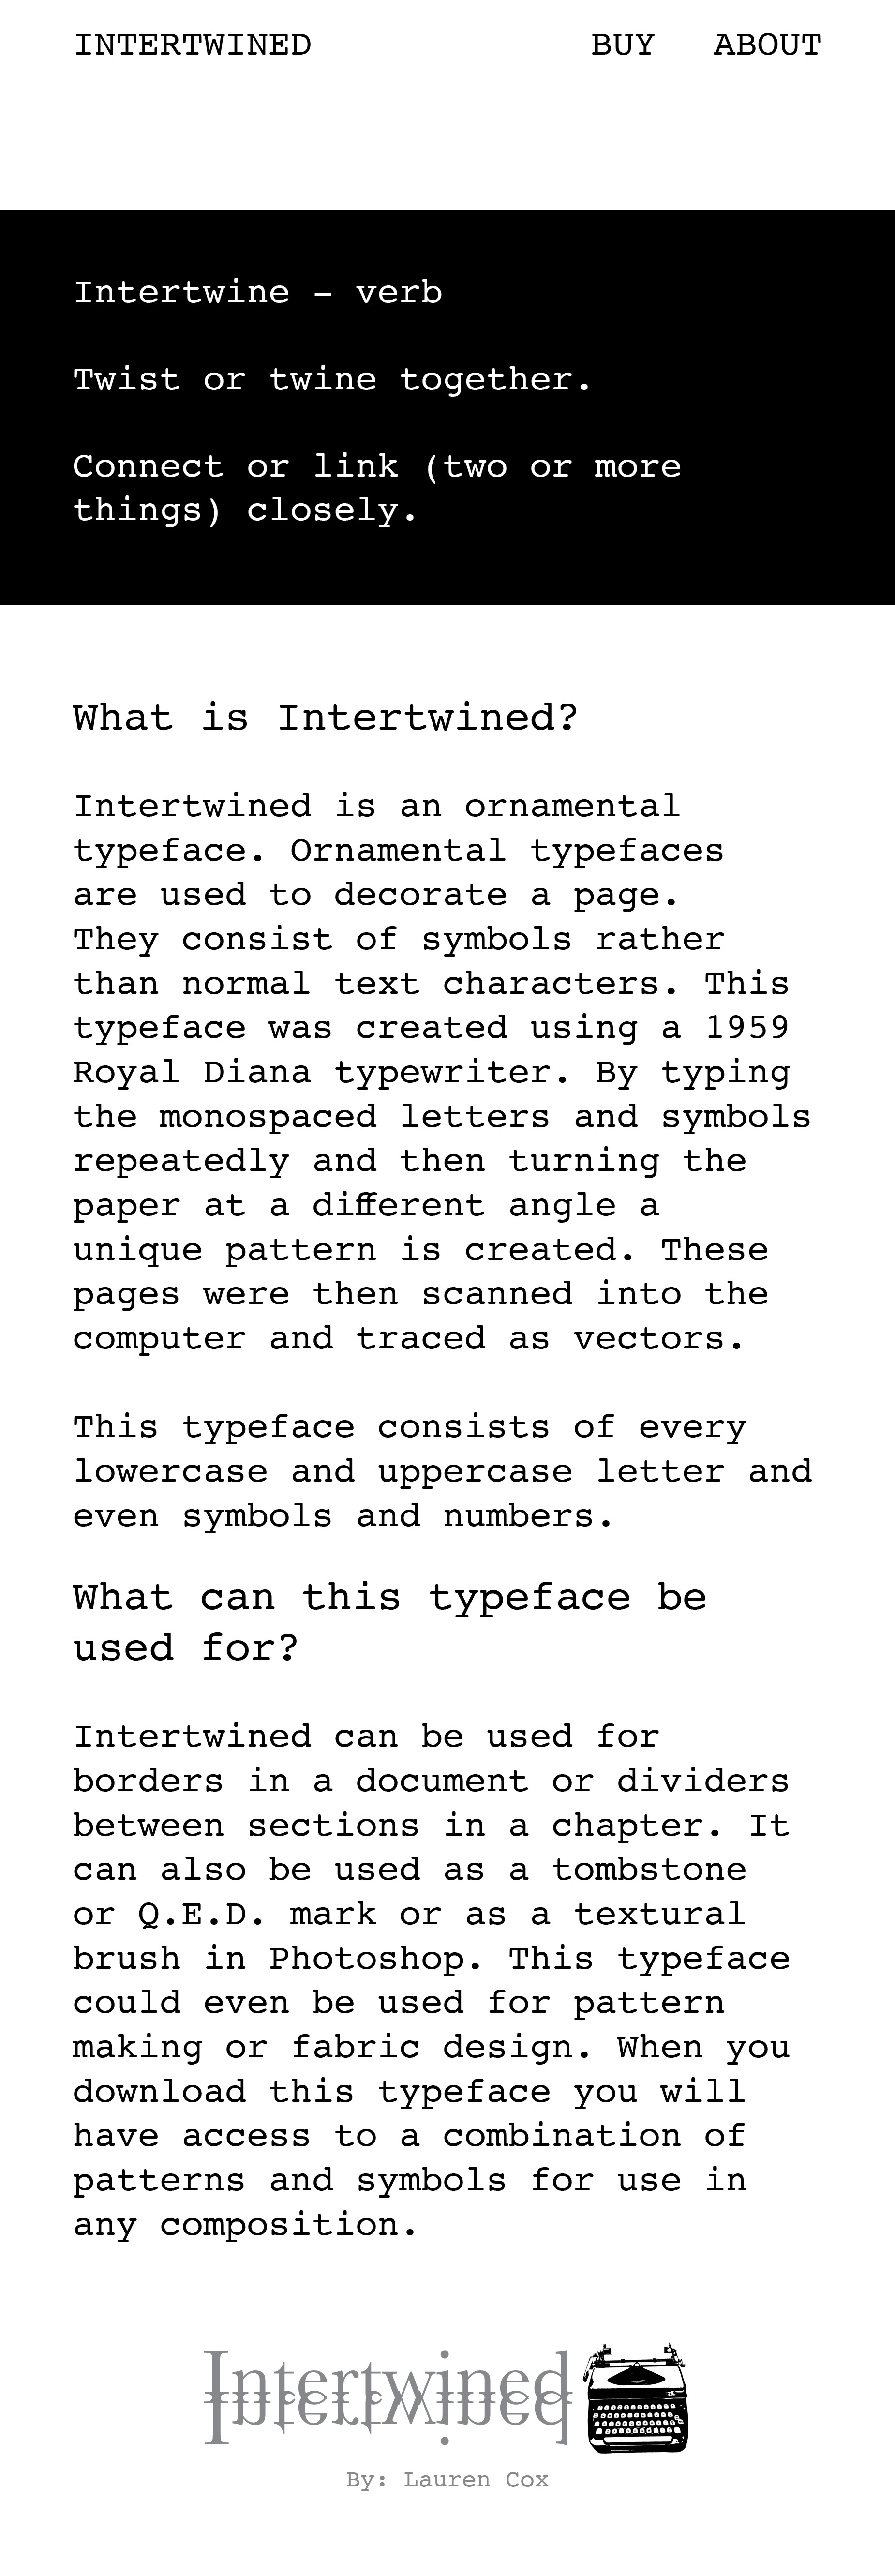 INTERTWINED BUY ABOUT
Intertwine – verb
Twist or twine together.
Connect or link (two or more
things) closely.
What is Intertwined?
Intertwined is an ornamental
typeface. Ornamental typefaces
are used to decorate a page.
They consist of symbols rather
than normal text characters. This
typeface was created using a 1959
Royal Diana typewriter. By typing
the monospaced letters and symbols
repeatedly and then turning the
paper at a different angle a
unique pattern is created. These
pages were then scanned into the
computer and traced as vectors.
This typeface consists of every
lowercase and uppercase letter and
even symbols and numbers.
What can this typeface be
used for?
Intertwined can be used for
borders in a document or dividers
between sections in a chapter. It
can also be used as a tombstone
or Q.E.D. mark or as a textural
brush in Photoshop. This typeface
could even be used for pattern
making or fabric design. When you
download this typeface you will
have access to a combination of
patterns and symbols for use in
any composition.
Intertwined
By: Lauren Cox